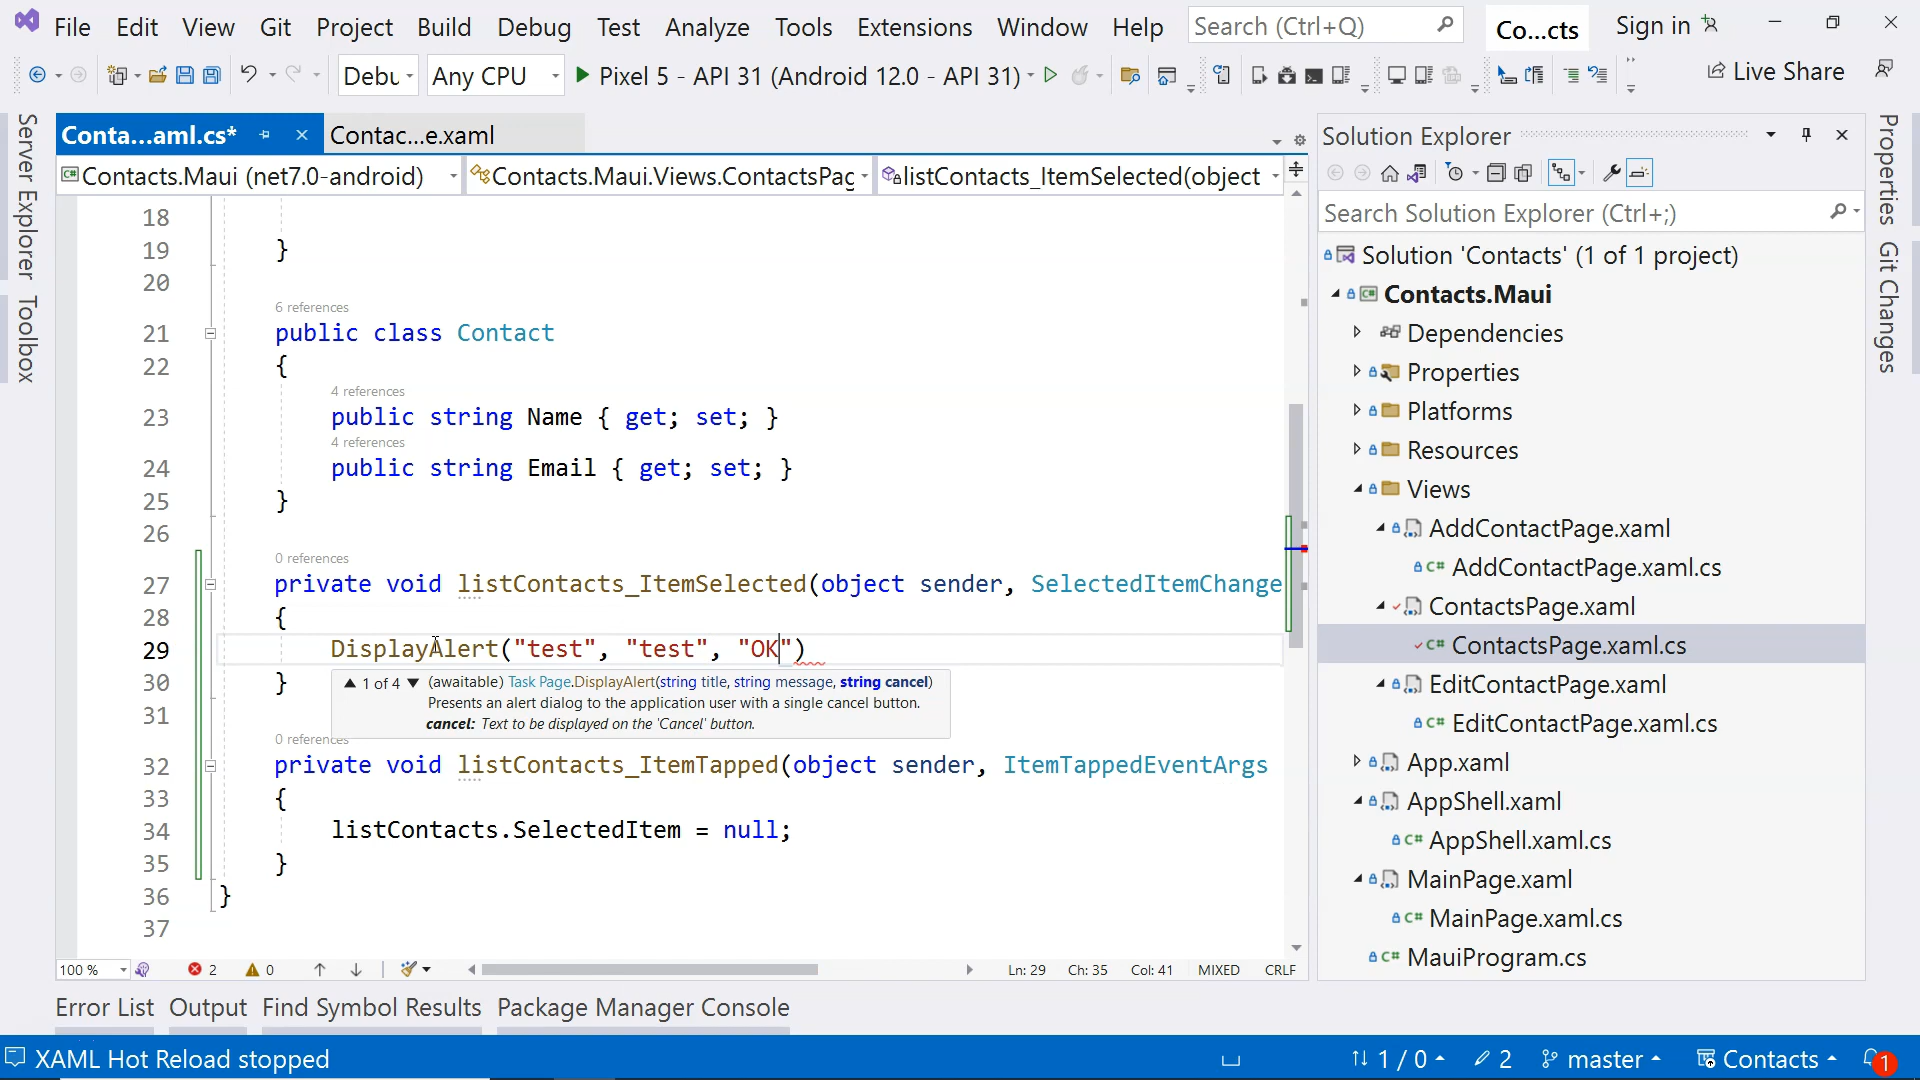 File Edit View Git Project Build Debug Test Analyze Tools Extensions Window Help Search (Ctrl+Q) Co...cts Sign in
Debu Any CPU Pixel 5 - API 31 (Android 12.0 - API 31) Live Share
Server Explorer
Toolbox
Conta...aml.cs* Contac...e.xaml
Contacts.Maui (net7.0-android) Contacts.Maui.Views.ContactsPag listContacts_ItemSelected(object
18
19 }
20
6 references
21 public class Contact
22 {
4 references
23 public string Name { get; set; }
4 references
24 public string Email { get; set; }
25 }
26
0 references
27 private void listContacts_ItemSelected(object sender, SelectedItemChange
28 {
29 DisplayAlert("test", "test", "OK")
30 }
1 of 4 (awaitable) Task Page.DisplayAlert(string title, string message, string cancel)
Presents an alert dialog to the application user with a single cancel button.
cancel: Text to be displayed on the 'Cancel' button.
31
0 references
32 private void listContacts_ItemTapped(object sender, ItemTappedEventArgs
33 {
34 listContacts.SelectedItem = null;
35 }
36 }
37
100 % 2 0 Ln: 29 Ch: 35 Col: 41 MIXED CRLF
Solution Explorer
Search Solution Explorer (Ctrl+;)
Solution 'Contacts' (1 of 1 project)
Contacts.Maui
Dependencies
Properties
Platforms
Resources
Views
AddContactPage.xaml
AddContactPage.xaml.cs
ContactsPage.xaml
ContactsPage.xaml.cs
EditContactPage.xaml
EditContactPage.xaml.cs
App.xaml
AppShell.xaml
AppShell.xaml.cs
MainPage.xaml
MainPage.xaml.cs
MauiProgram.cs
Properties
Git Changes
Error List Output Find Symbol Results Package Manager Console
XAML Hot Reload stopped 1 / 0 2 master Contacts 1